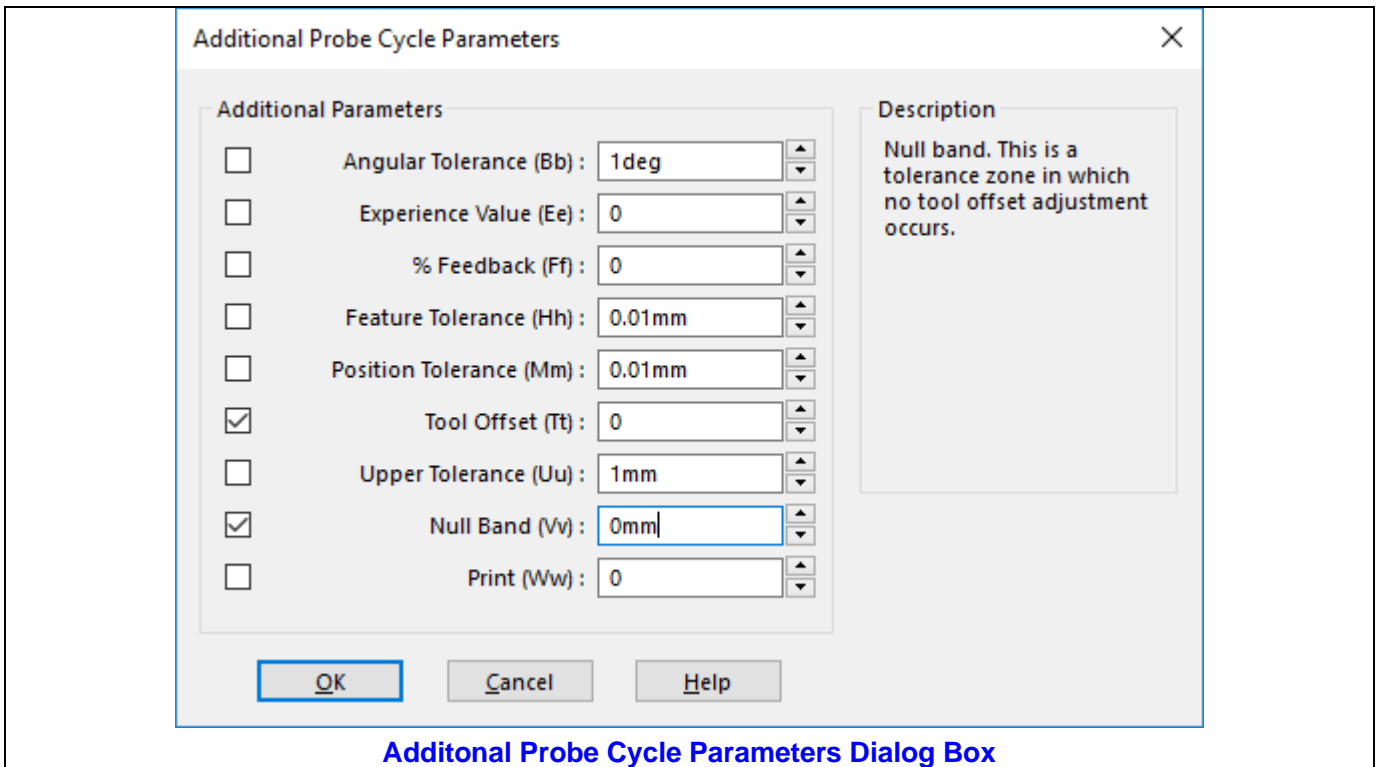 Additional Probe Cycle Parameters
Additional Parameters
Angular Tolerance (Bb) : 1deg
Experience Value (Ee) : 0
% Feedback (Ff) : 0
Feature Tolerance (Hh) : 0.01mm
Position Tolerance (Mm) : 0.01mm
Tool Offset (Tt) : 0
Upper Tolerance (Uu) : 1mm
Null Band (Vv) : 0mm
Print (Ww) : 0
Description
Null band. This is a
tolerance zone in which
no tool offset adjustment
occurs.
OK Cancel Help
Additonal Probe Cycle Parameters Dialog Box